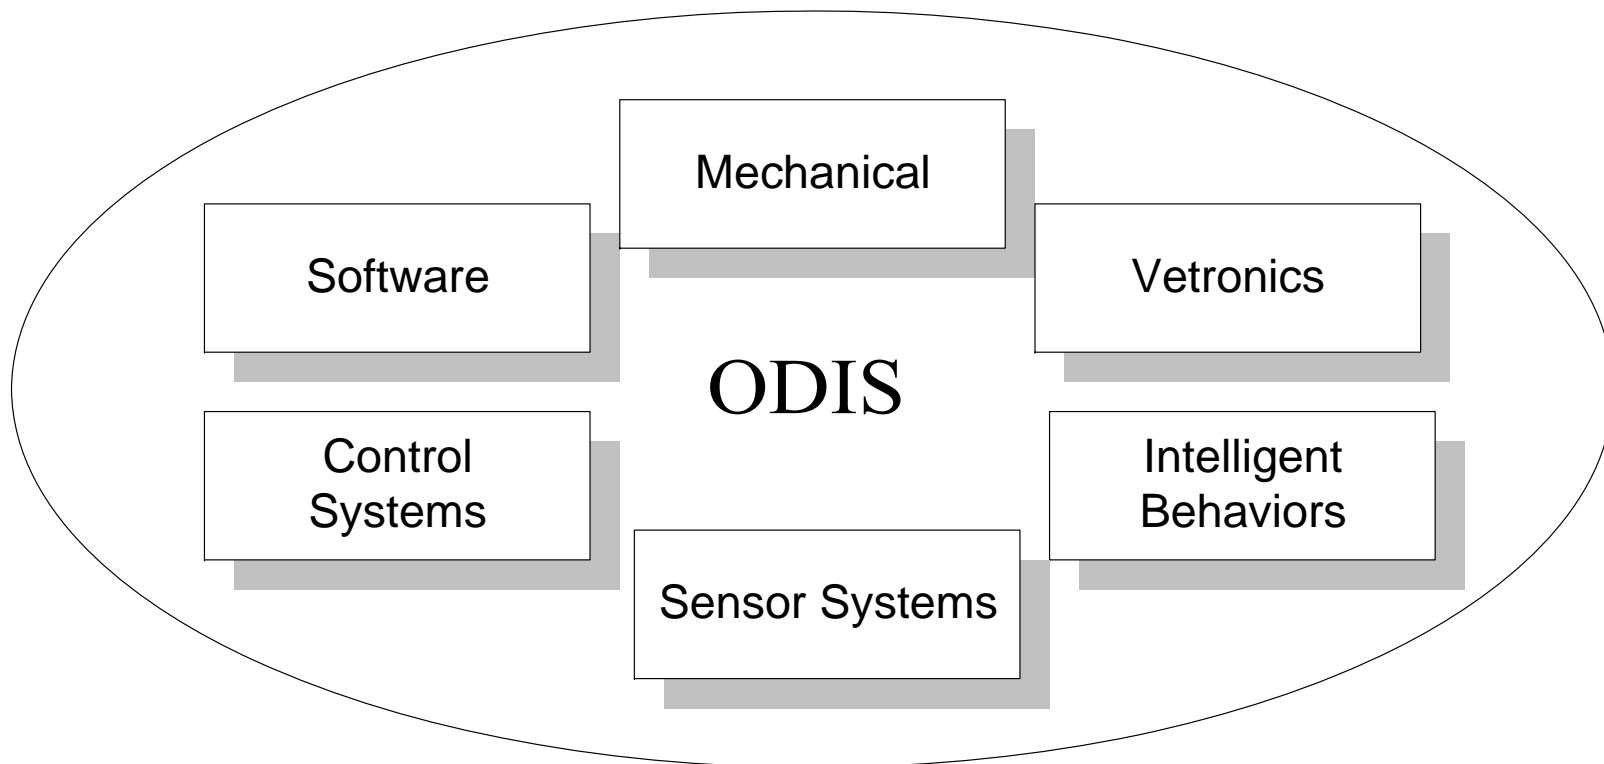 Mechanical
Software
Vetronics
ODIS
Control
Systems
Intelligent
Behaviors
Sensor Systems